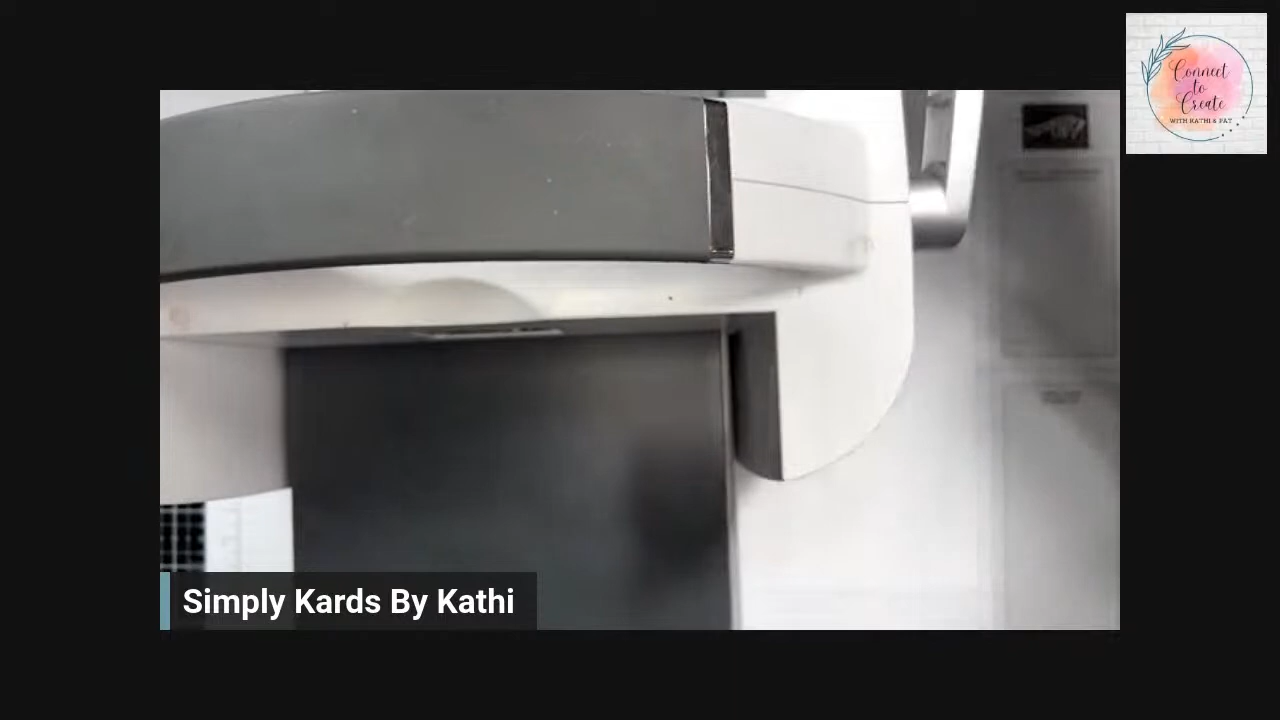 Connect
to
Create
WITH KATHI & PAT
Simply Kards By Kathi